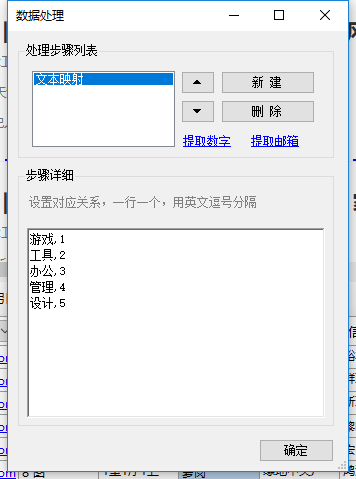 数据处理
处理步骤列表
文本映射
新 建
删 除
提取数字 提取邮箱
步骤详细
设置对应关系，一行一个，用英文逗号分隔
游戏,1
工具,2
办公,3
管理,4
设计,5
确定